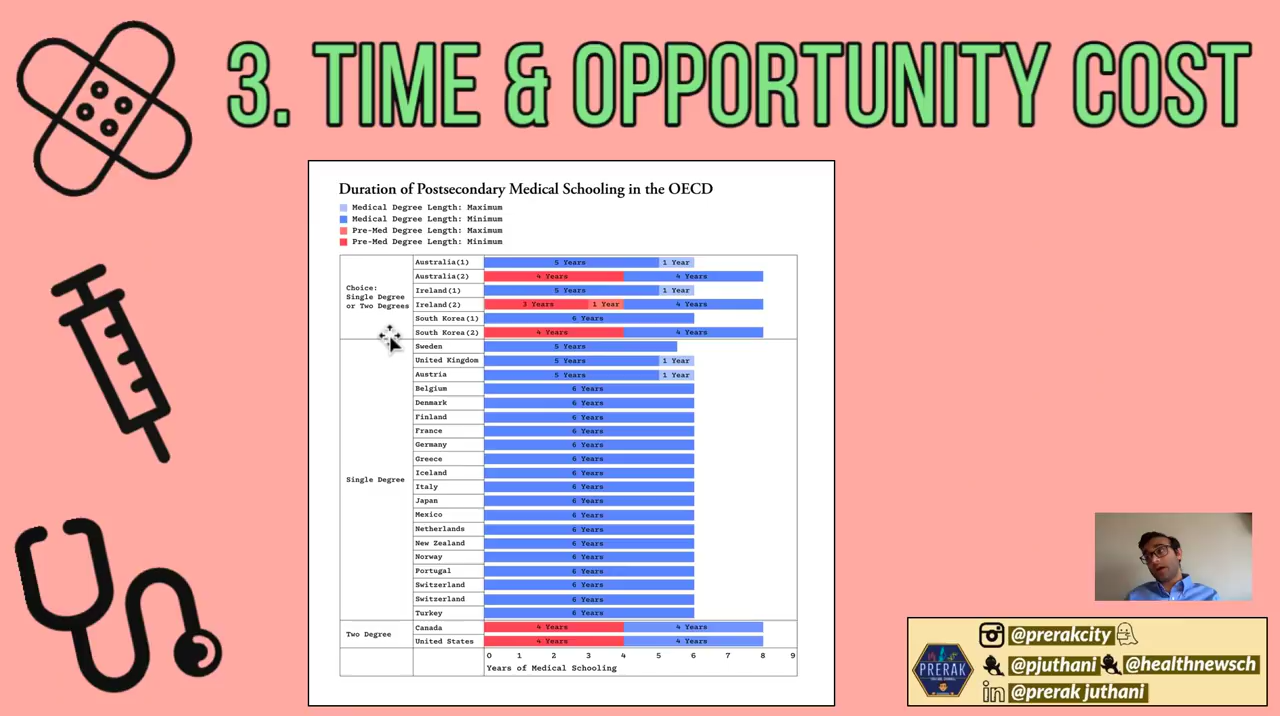 3. TIME & OPPORTUNITY COST
Duration of Postsecondary Medical Schooling in the OECD
Medical Degree Length: Maximum
Medical Degree Length: Minimum
Pre-Med Degree Length: Maximum
Pre-Med Degree Length: Minimum
Choice:
Single Degree
or Two Degrees
Australia(1) 5 Years 1 Year
Australia(2) 4 Years 4 Years
Ireland(1) 5 Years 1 Year
Ireland(2) 3 Years 1 Year 4 Years
South Korea(1) 6 Years
South Korea(2) 4 Years 4 Years
Single Degree
Sweden 5 Years
United Kingdom 5 Years 1 Year
Austria 5 Years 1 Year
Belgium 6 Years
Denmark 6 Years
Finland 6 Years
France 6 Years
Germany 6 Years
Greece 6 Years
Iceland 6 Years
Italy 6 Years
Japan 6 Years
Mexico 6 Years
Netherlands 6 Years
New Zealand 6 Years
Norway 6 Years
Portugal 6 Years
Switzerland 6 Years
Switzerland 6 Years
Turkey 6 Years
Two Degree
Canada 4 Years 4 Years
United States 4 Years 4 Years
0 1 2 3 4 5 6 7 8 9
Years of Medical Schooling
PRERAK
@prerakcity
@pjuthani @healthnewsch
in @prerak juthani